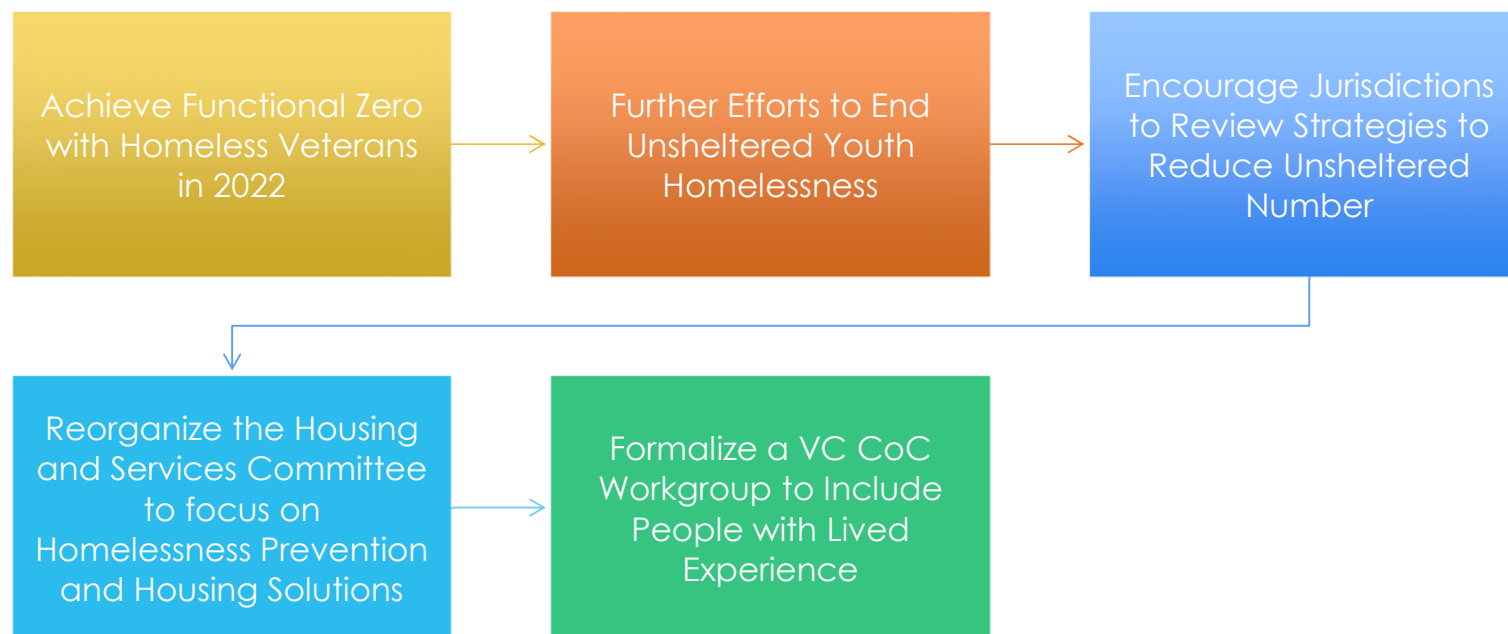 Achieve Functional Zero
with Homeless Veterans
in 2022
Further Efforts to End
Unsheltered Youth
Homelessness
Encourage Jurisdictions
to Review Strategies to
Reduce Unsheltered
Number
Reorganize the Housing
and Services Committee
to focus on
Homelessness Prevention
and Housing Solutions
Formalize a VC CoC
Workgroup to Include
People with Lived
Experience